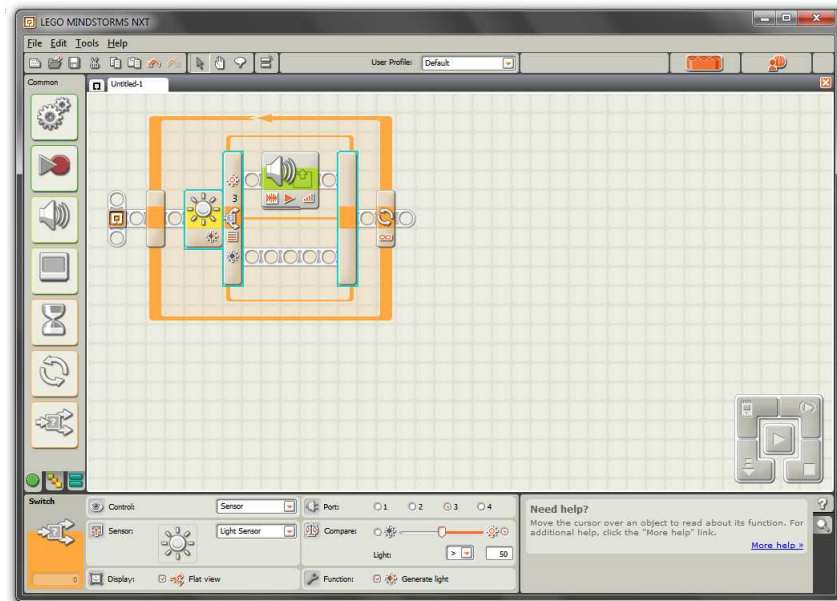 LEGO MINDSTORMS NXT
File Edit Tools Help
User Profile: Default
Common
Untitled-1
3
Switch
Control: Sensor
Port: 1 2 3 4
Sensor: Light Sensor
Compare:
Light: > 50
Display: Flat view
Function: Generate light
0
Need help?
Move the cursor over an object to read about its function. For
additional help, click the "More help" link.
More help »
?